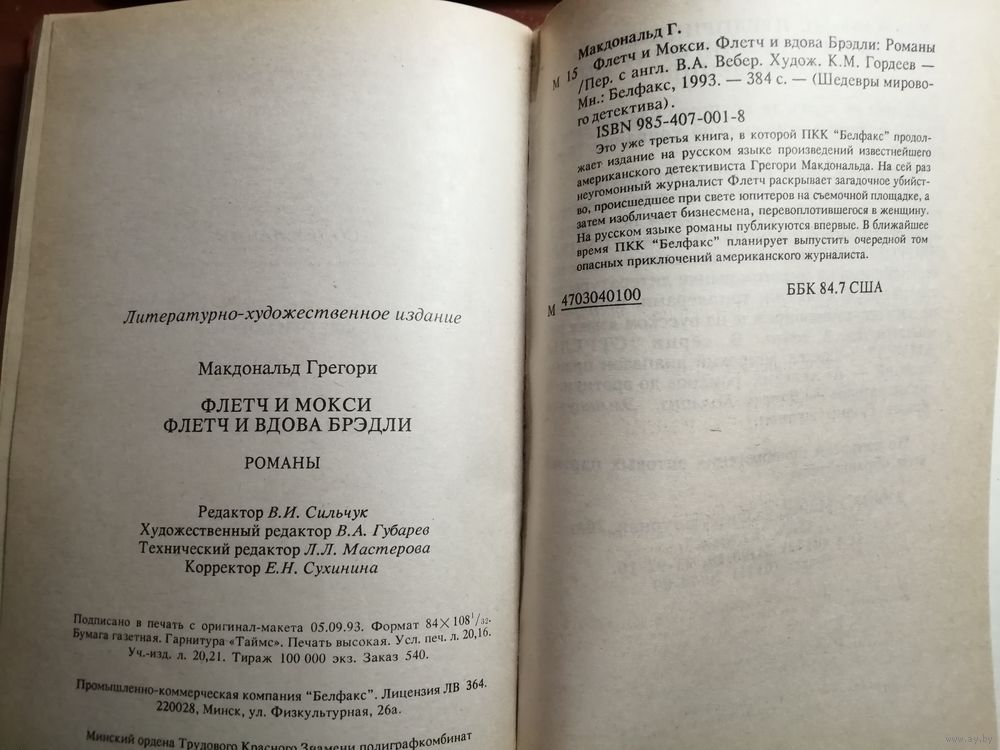 Литературно-художественное издание
Макдональд Грегори
ФЛЕТЧ И МОКСИ
ФЛЕТЧ И ВДОВА БРЭДЛИ
РОМАНЫ
Редактор В.И. Сильчук
Художественный редактор В.А. Губарев
Технический редактор Л.Л. Мастерова
Корректор Е.Н. Сухинина
Подписано в печать с оригинал-макета 05.09.93. Формат 84×108¹/₃₂.
Бумага газетная. Гарнитура «Таймс». Печать высокая. Усл. печ. л. 20,16.
Уч.-изд. л. 20,21. Тираж 100 000 экз. Заказ 540.
Промышленно-коммерческая компания "Белфакс". Лицензия ЛВ 364.
220028, Минск, ул. Физкультурная, 26а.
Минский ордена Трудового Красного Знамени полиграфкомбинат
Макдональд Г.
М 15 Флетч и Мокси. Флетч и вдова Брэдли: Романы
/Пер. с англ. В.А. Вебер. Худож. К.М. Гордеев —
Мн.: Белфакс, 1993. — 384 с. — (Шедевры мирово-
го детектива).
ISBN 985-407-001-8
Это уже третья книга, в которой ПКК "Белфакс" продол-
жает издание на русском языке произведений известнейшего
американского детективиста Грегори Макдональда. На сей раз
неугомонный журналист Флетч раскрывает загадочное убийст-
во, происшедшее при свете юпитеров на съемочной площадке, а
затем изобличает бизнесмена, перевоплотившегося в женщину.
На русском языке романы публикуются впервые. В ближайшее
время ПКК "Белфакс" планирует выпустить очередной том
опасных приключений американского журналиста.
М 4703040100
ББК 84.7 США
www.ay.by